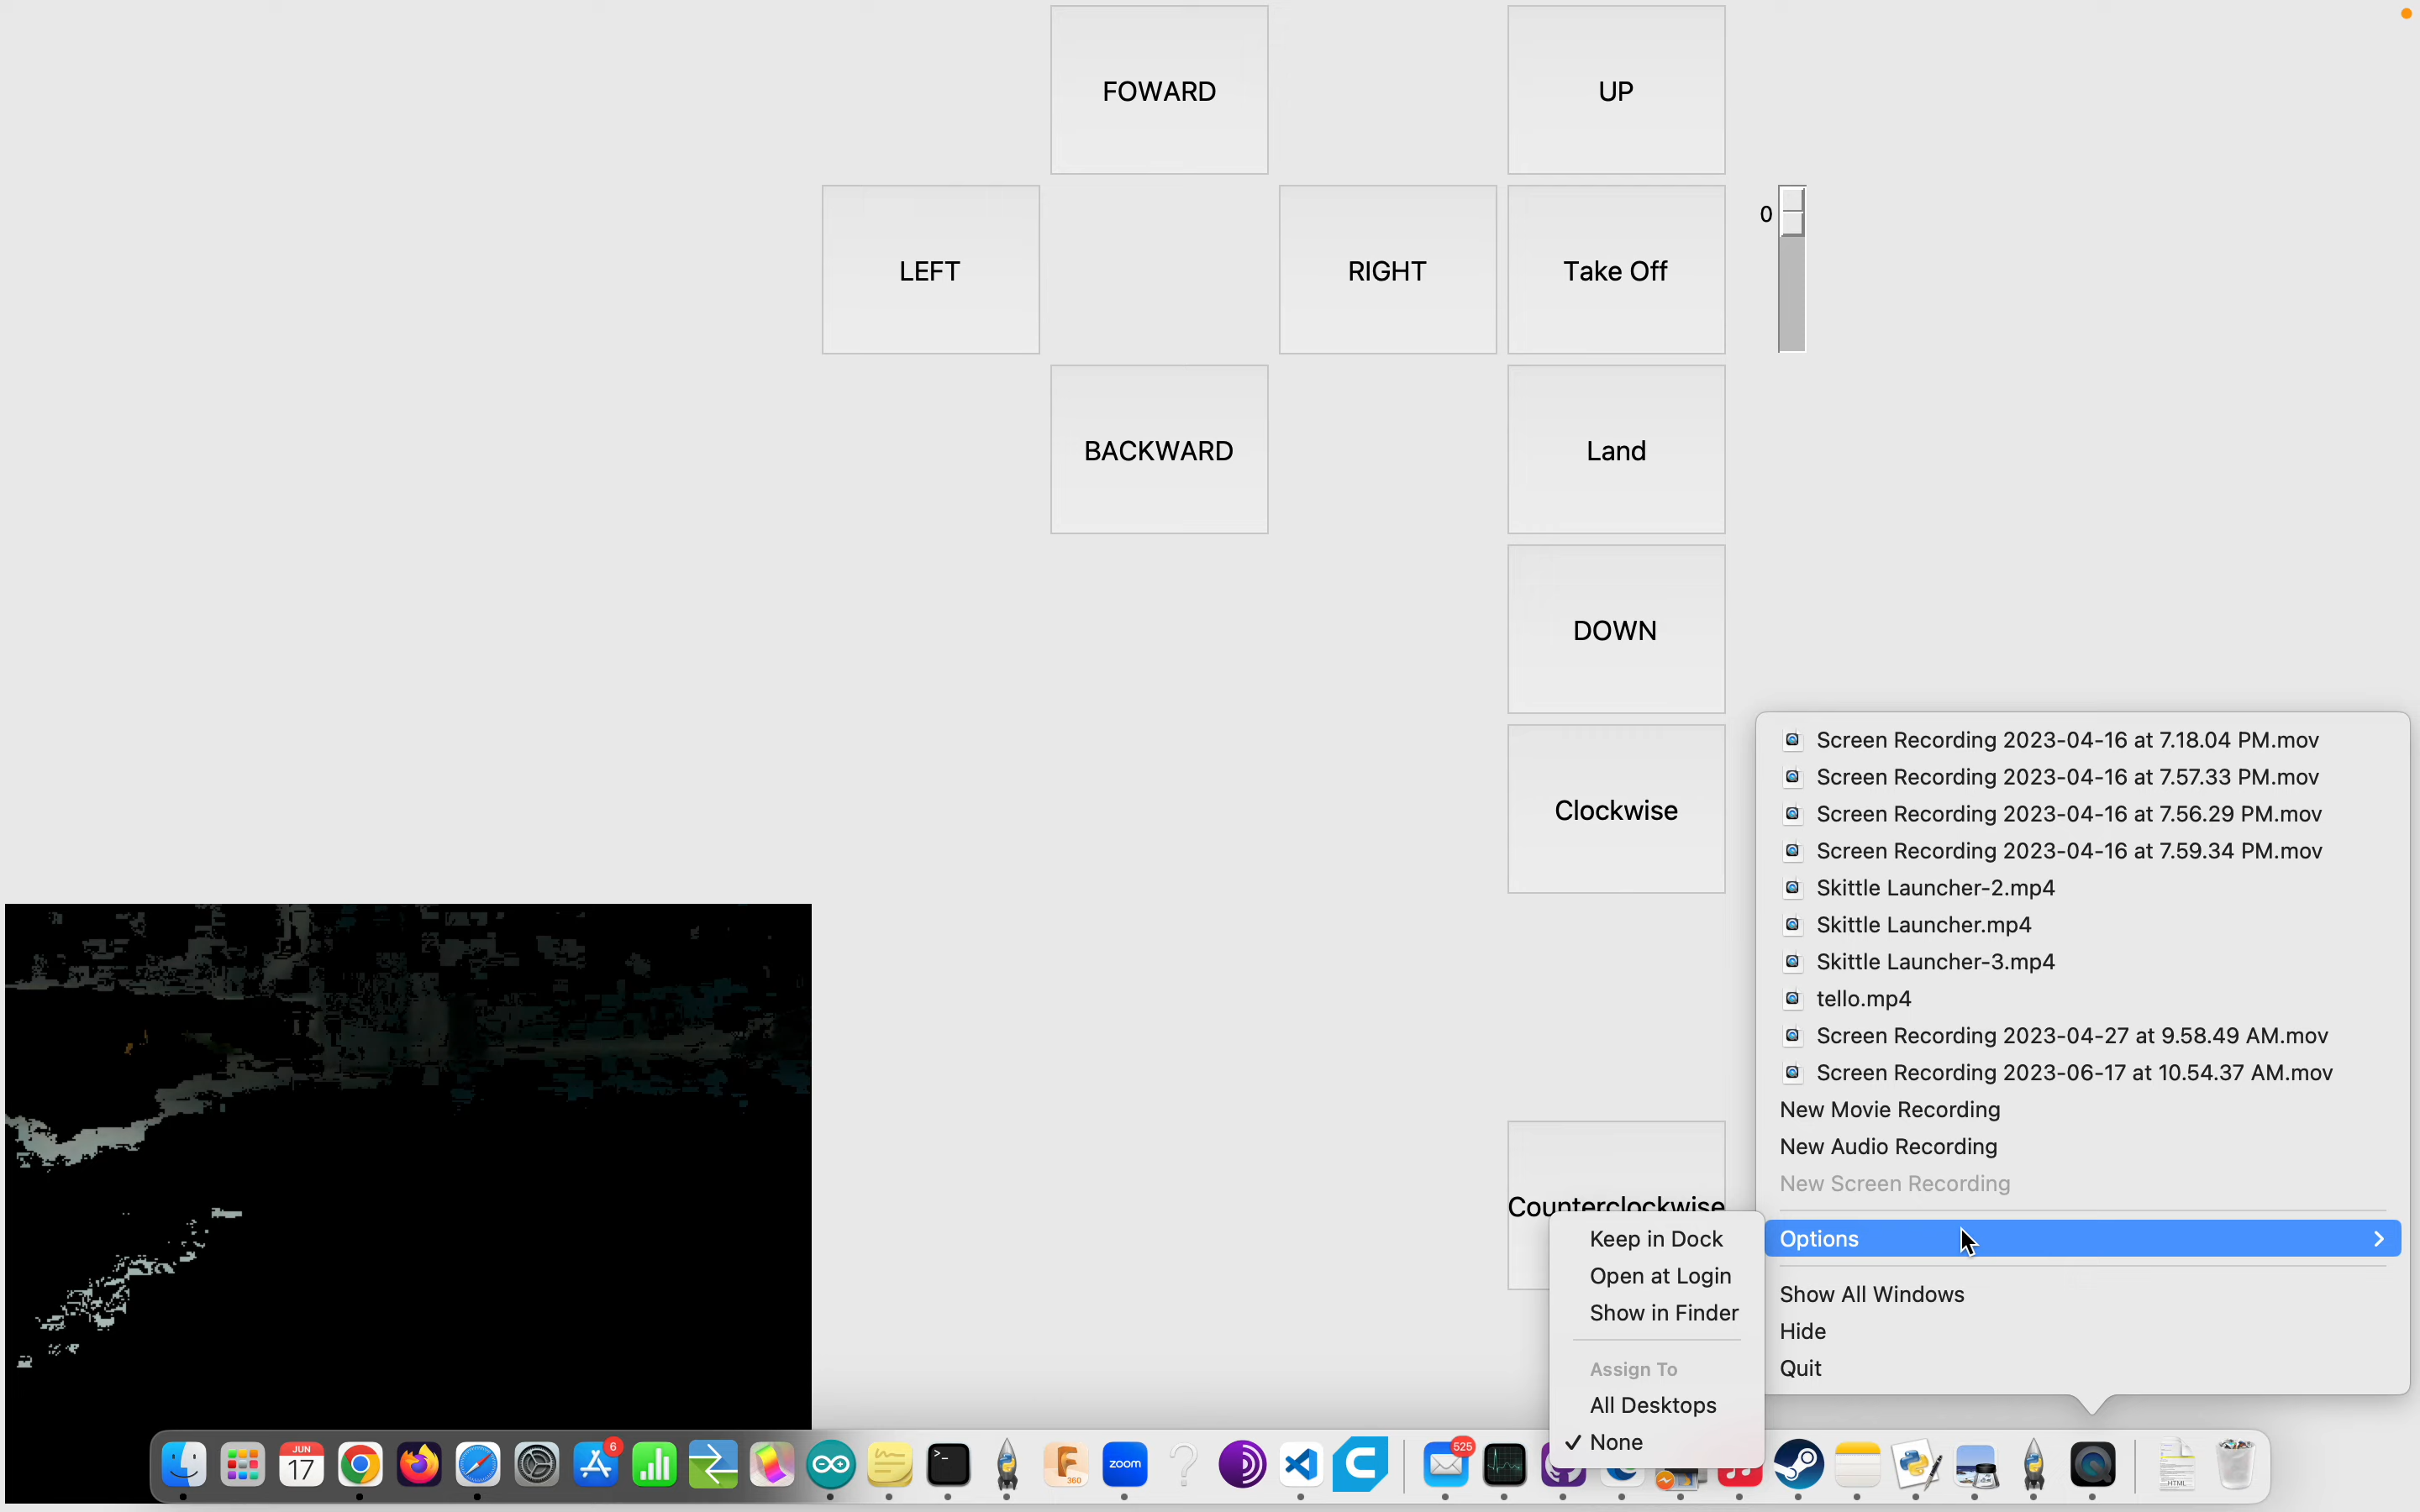 FOWARD
UP
LEFT
RIGHT
Take Off
0
BACKWARD
Land
DOWN
Clockwise
Counterclockwise
Screen Recording 2023-04-16 at 7.18.04 PM.mov
Screen Recording 2023-04-16 at 7.57.33 PM.mov
Screen Recording 2023-04-16 at 7.56.29 PM.mov
Screen Recording 2023-04-16 at 7.59.34 PM.mov
Skittle Launcher-2.mp4
Skittle Launcher.mp4
Skittle Launcher-3.mp4
tello.mp4
Screen Recording 2023-04-27 at 9.58.49 AM.mov
Screen Recording 2023-06-17 at 10.54.37 AM.mov
New Movie Recording
New Audio Recording
New Screen Recording
Options
Show All Windows
Hide
Quit
Keep in Dock
Open at Login
Show in Finder
Assign To
All Desktops
None
JUN
17
6
F
360
zoom
?
525
HTML